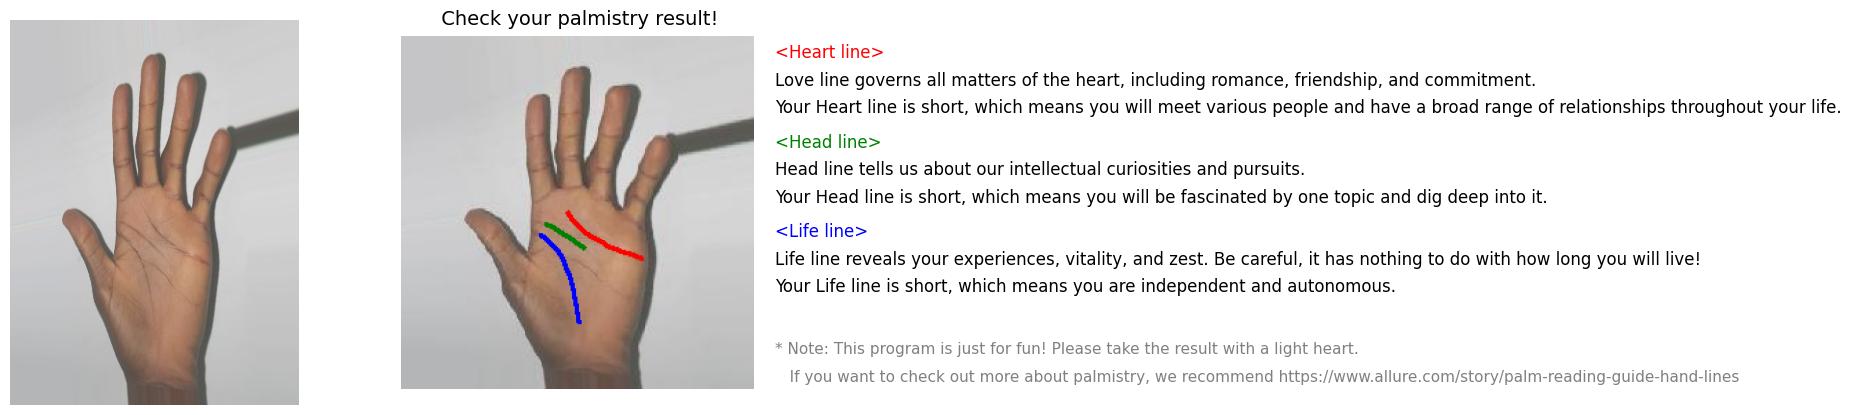 Check your palmistry result!
<Heart line>
Love line governs all matters of the heart, including romance, friendship, and commitment.
Your Heart line is short, which means you will meet various people and have a broad range of relationships throughout your life.
<Head line>
Head line tells us about our intellectual curiosities and pursuits.
Your Head line is short, which means you will be fascinated by one topic and dig deep into it.
<Life line>
Life line reveals your experiences, vitality, and zest. Be careful, it has nothing to do with how long you will live!
Your Life line is short, which means you are independent and autonomous.
* Note: This program is just for fun! Please take the result with a light heart.
If you want to check out more about palmistry, we recommend https://www.allure.com/story/palm-reading-guide-hand-lines